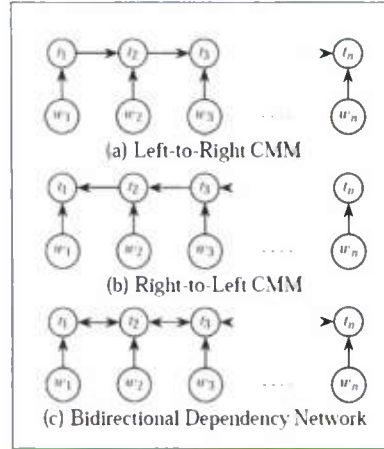 t₁ t₂ t₃ tₙ
w₁ w₂ w₃ .... wₙ
(a) Left-to-Right CMM
t₁ t₂ t₃ tₙ
w₁ w₂ w₃ .... wₙ
(b) Right-to-Left CMM
t₁ t₂ t₃ tₙ
w₁ w₂ w₃ .... wₙ
(c) Bidirectional Dependency Network